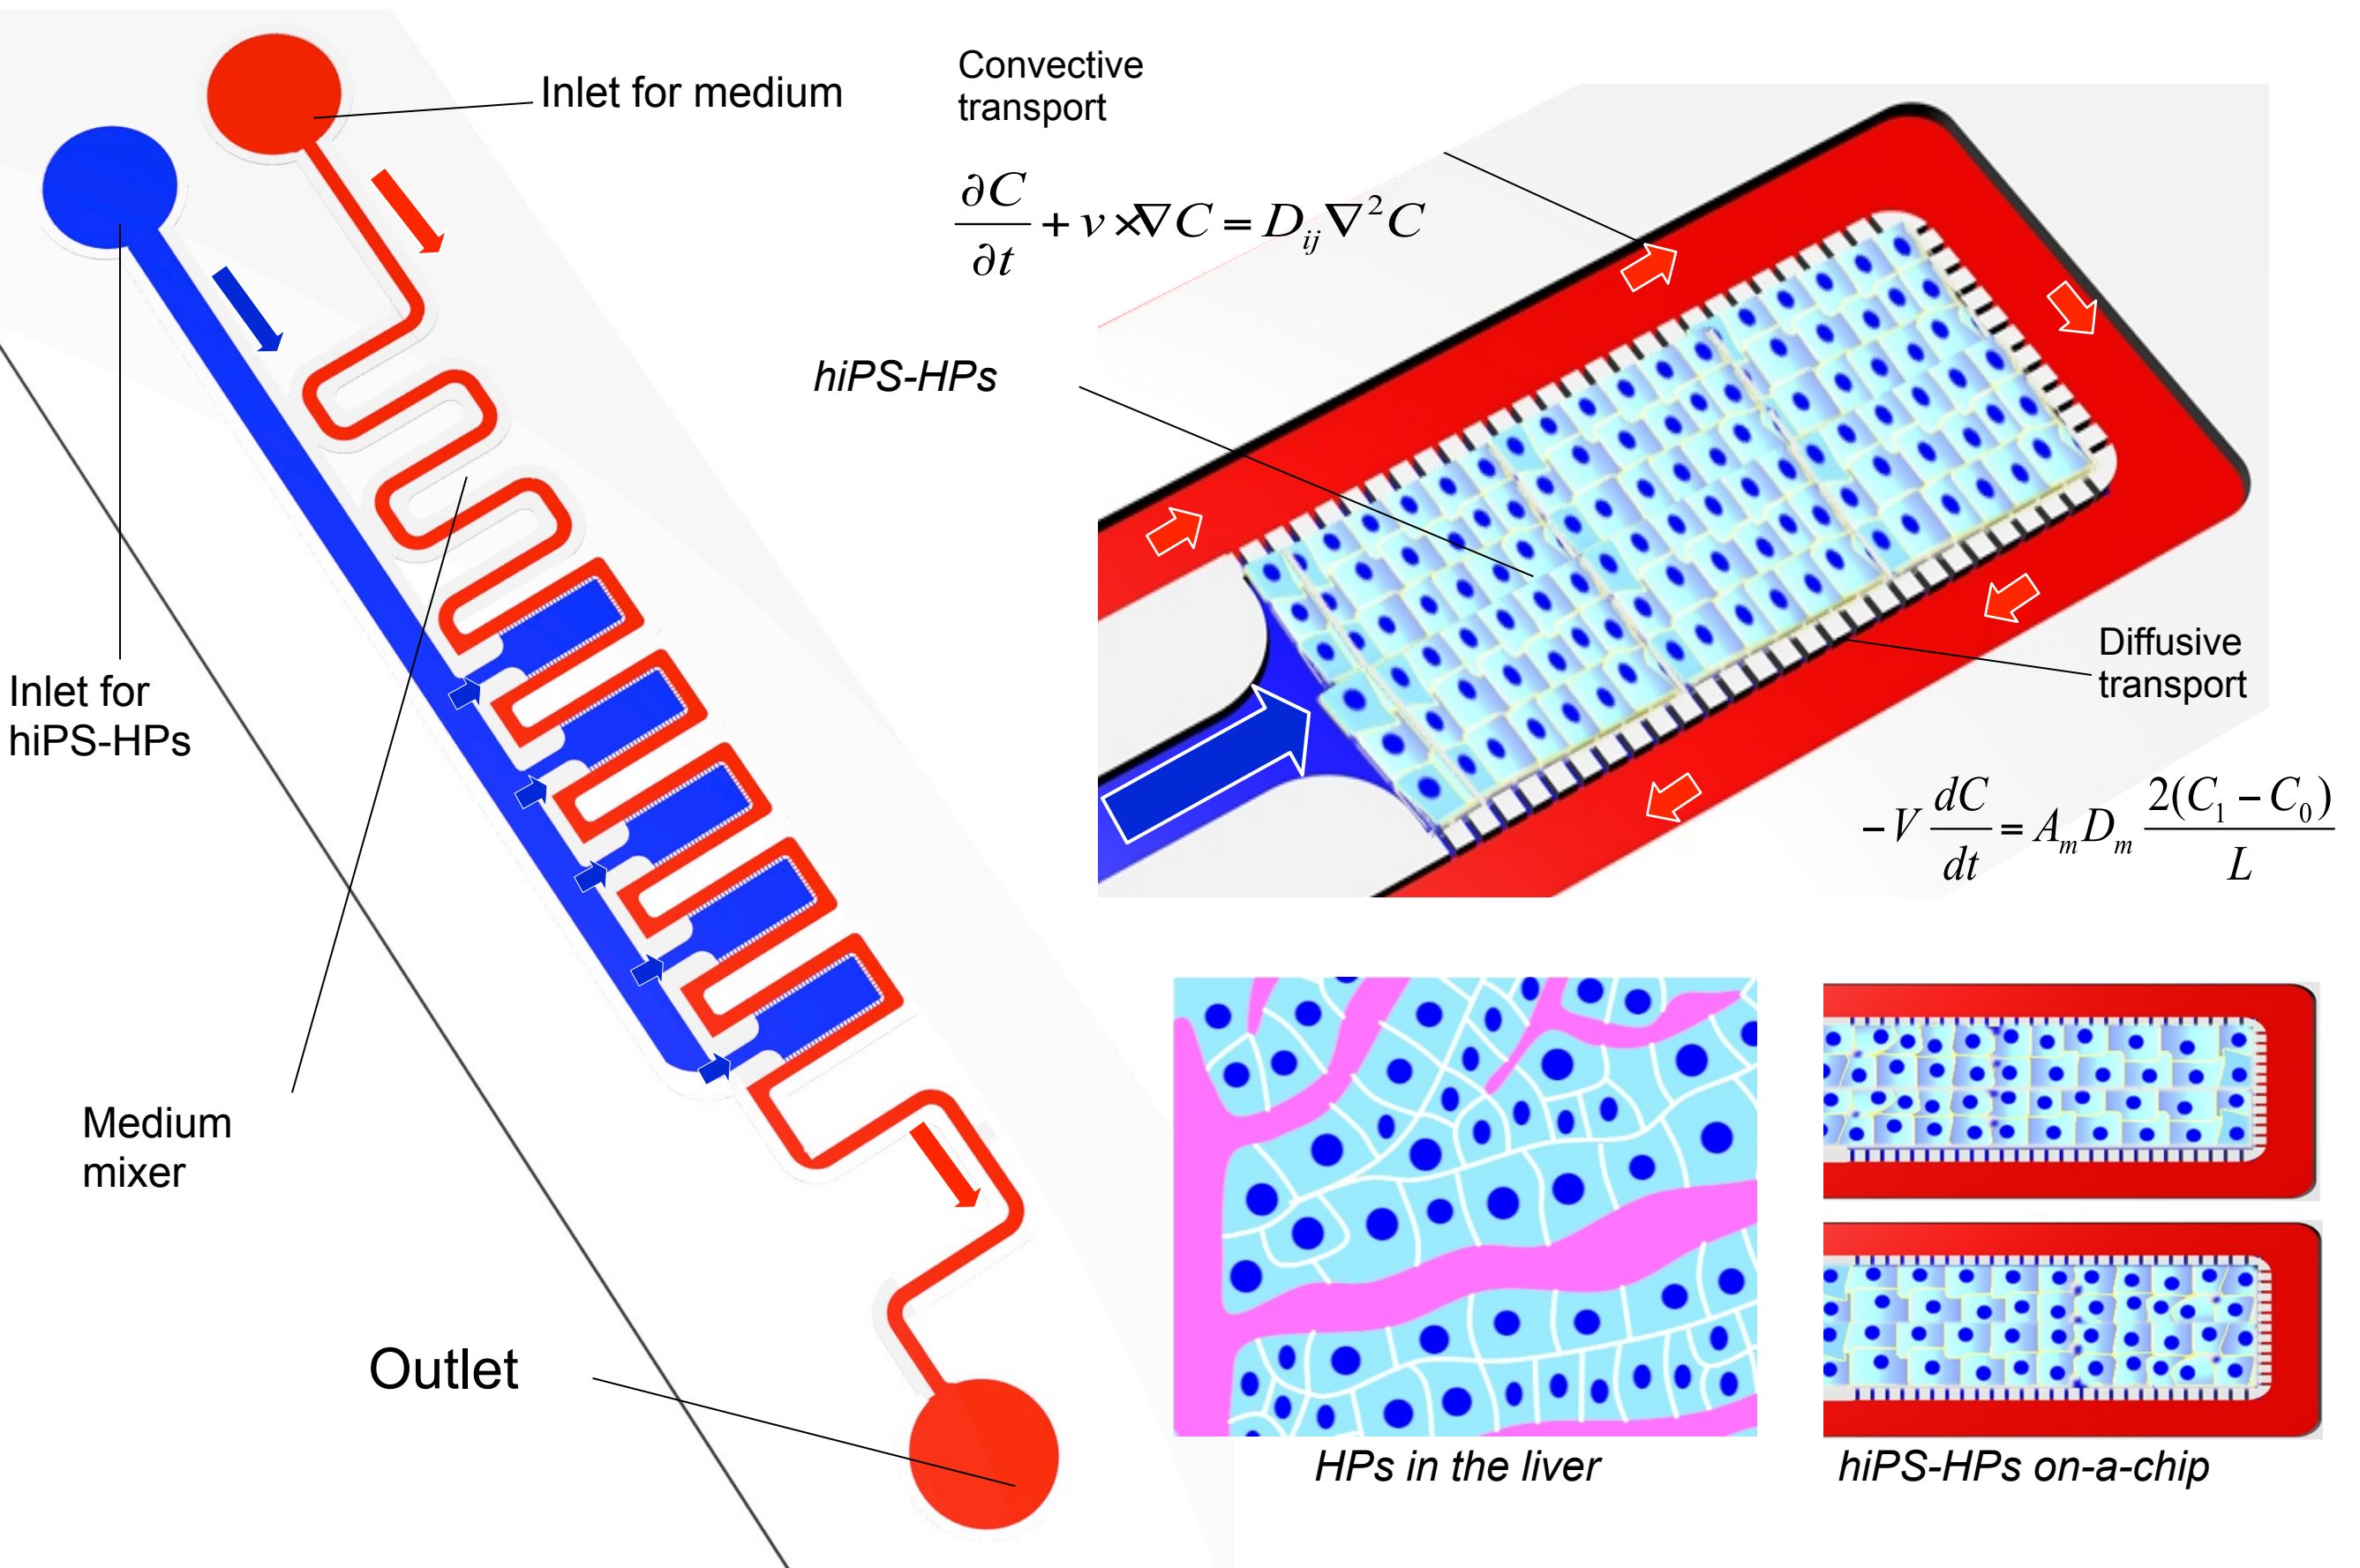 Inlet for medium
Convective
transport
∂C/∂t + v×∇C = D_ij ∇²C
hiPS-HPs
Inlet for
hiPS-HPs
Diffusive
transport
−V dC/dt = A_m D_m 2(C_1 − C_0)/L
Medium
mixer
Outlet
HPs in the liver
hiPS-HPs on-a-chip